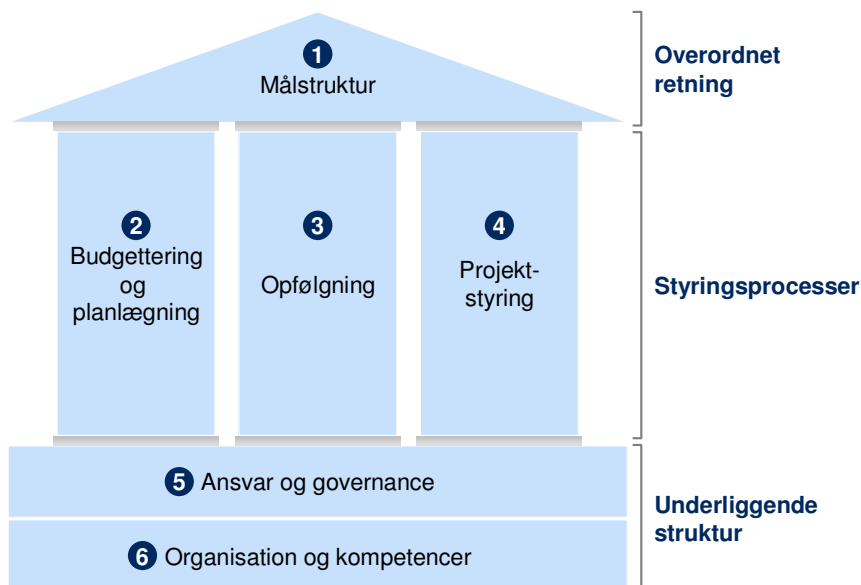 1
Målstruktur
Overordnet
retning
2
Budgettering
og
planlægning
3
Opfølgning
4
Projekt-
styring
Styringsprocesser
5 Ansvar og governance
6 Organisation og kompetencer
Underliggende
struktur